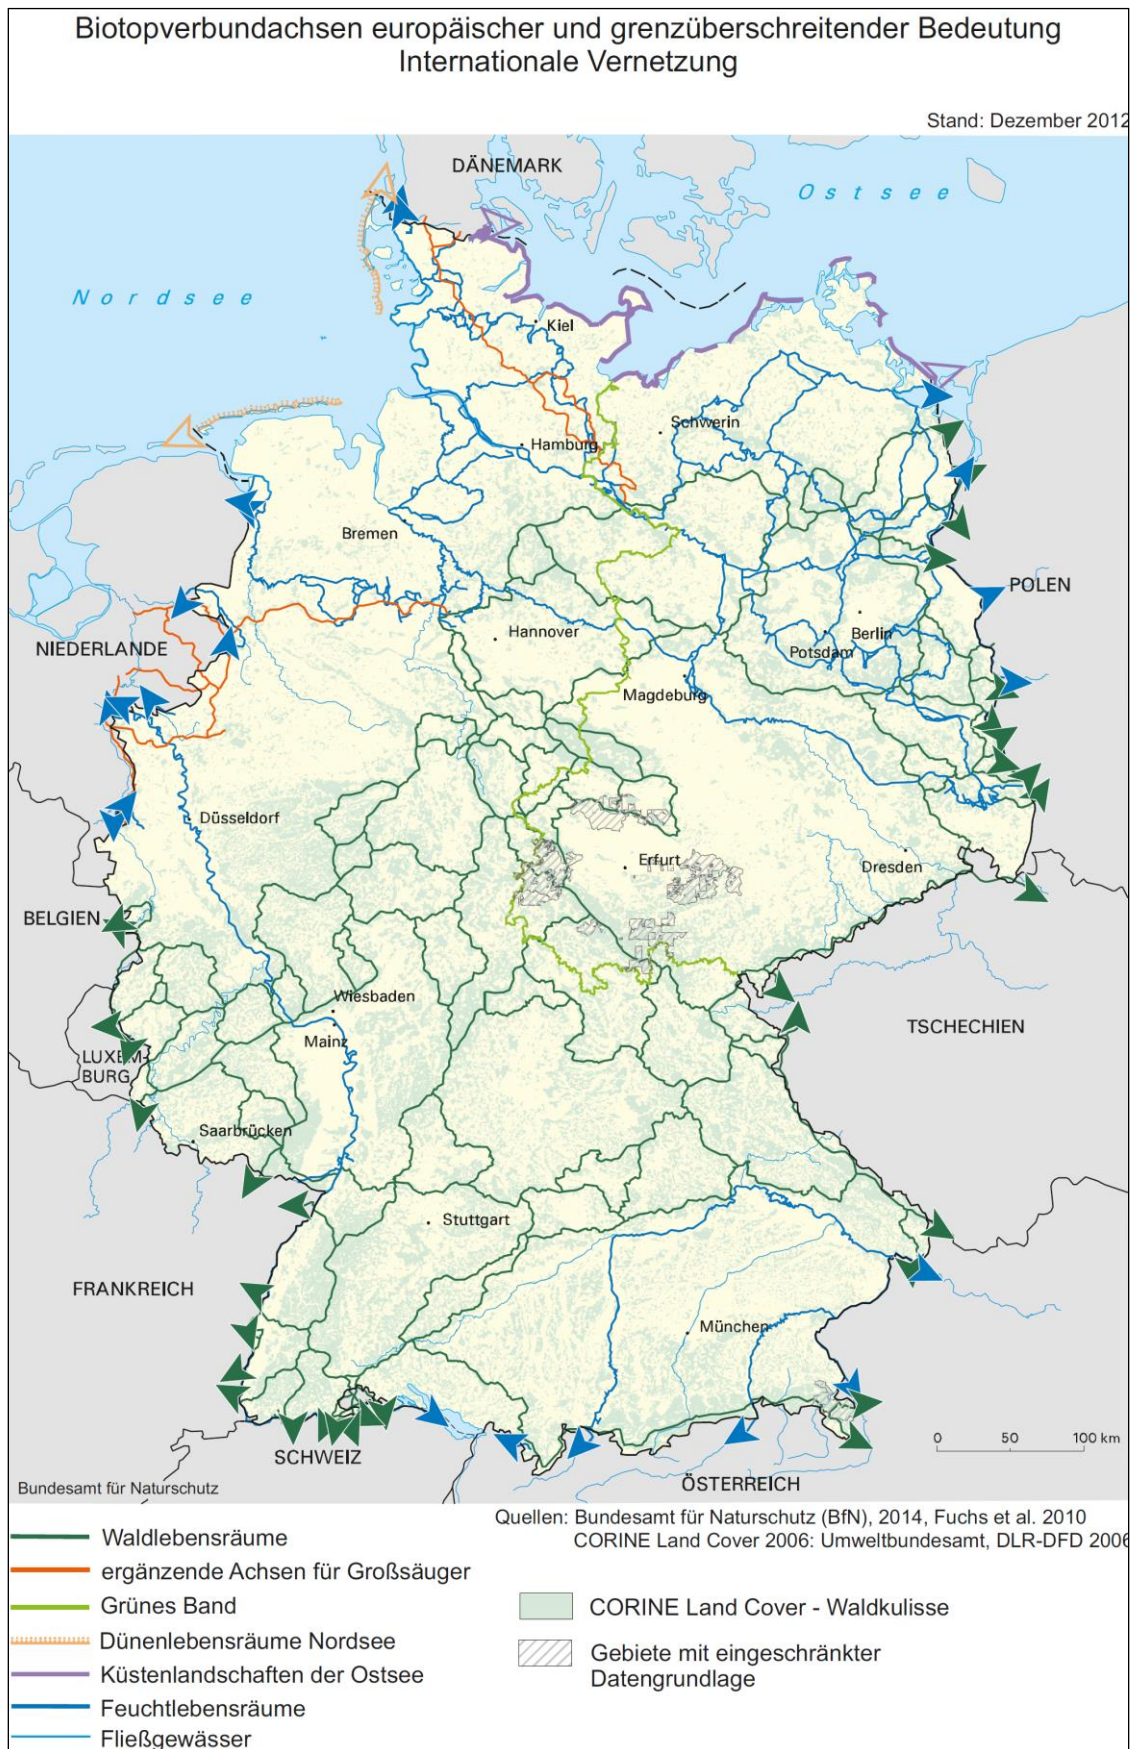 Biotopverbundachsen europäischer und grenzüberschreitender Bedeutung
Internationale Vernetzung
Stand: Dezember 2012
DÄNEMARK
Ostsee
Nordsee
Kiel
Schwerin
Hamburg
Bremen
POLEN
NIEDERLANDE
Hannover
Berlin
Potsdam
Magdeburg
Düsseldorf
Erfurt
Dresden
BELGIEN
Wiesbaden
Mainz
TSCHECHIEN
LUXEM-
BURG
Saarbrücken
Stuttgart
FRANKREICH
München
0 50 100 km
SCHWEIZ
ÖSTERREICH
Bundesamt für Naturschutz
Quellen: Bundesamt für Naturschutz (BfN), 2014, Fuchs et al. 2010
CORINE Land Cover 2006: Umweltbundesamt, DLR-DFD 2006
Waldlebensräume
ergänzende Achsen für Großsäuger
Grünes Band
Dünenlebensräume Nordsee
Küstenlandschaften der Ostsee
Feuchtlebensräume
Fließgewässer
CORINE Land Cover - Waldkulisse
Gebiete mit eingeschränkter
Datengrundlage